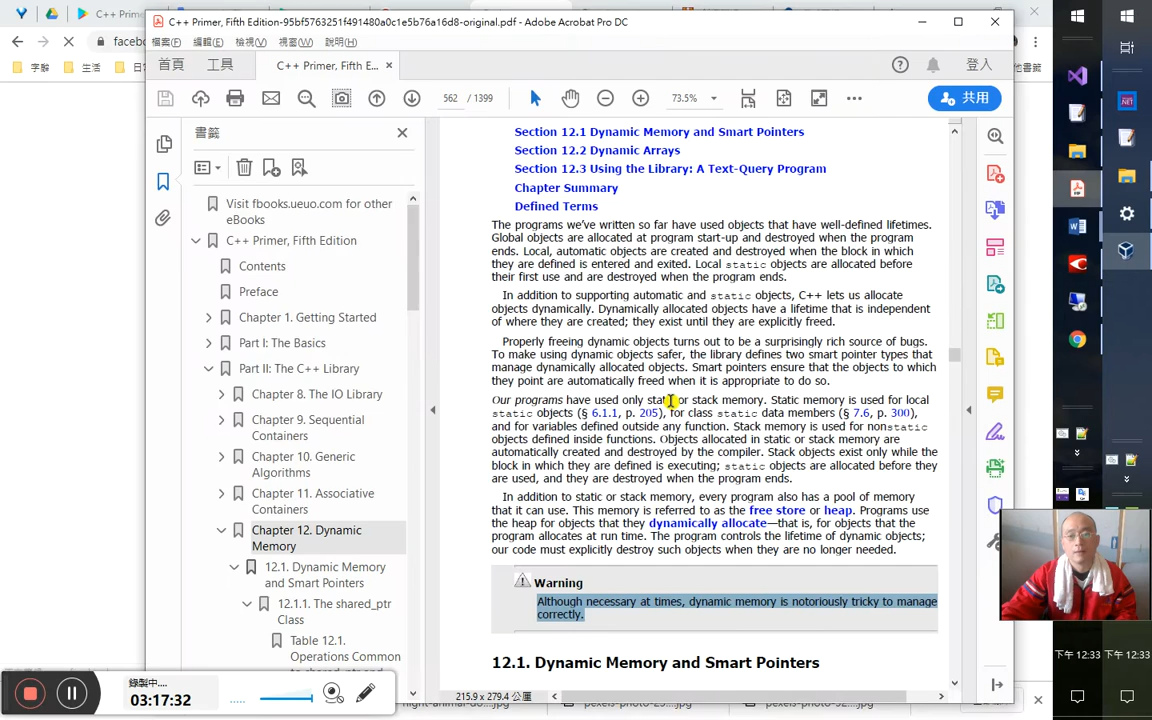 C++ Prime
C++ Primer, Fifth Edition-95bf5763251f491480a0c1e5b76a16d8-original.pdf - Adobe Acrobat Pro DC
檔案(F) 編輯(E) 檢視(V) 視窗(W) 說明(H)
faceb
字辭
生活
他書籤
首頁 工具 C++ Primer, Fifth E... 登入
562 / 1399 73.5% 共用
書籤
Visit fbooks.ueuo.com for other
eBooks
C++ Primer, Fifth Edition
Contents
Preface
Chapter 1. Getting Started
Part I: The Basics
Part II: The C++ Library
Chapter 8. The IO Library
Chapter 9. Sequential
Containers
Chapter 10. Generic
Algorithms
Chapter 11. Associative
Containers
Chapter 12. Dynamic
Memory
12.1. Dynamic Memory
and Smart Pointers
12.1.1. The shared_ptr
Class
Table 12.1.
Operations Common
Section 12.1 Dynamic Memory and Smart Pointers
Section 12.2 Dynamic Arrays
Section 12.3 Using the Library: A Text-Query Program
Chapter Summary
Defined Terms
The programs we've written so far have used objects that have well-defined lifetimes.
Global objects are allocated at program start-up and destroyed when the program
ends. Local, automatic objects are created and destroyed when the block in which
they are defined is entered and exited. Local static objects are allocated before
their first use and are destroyed when the program ends.
In addition to supporting automatic and static objects, C++ lets us allocate
objects dynamically. Dynamically allocated objects have a lifetime that is independent
of where they are created; they exist until they are explicitly freed.
Properly freeing dynamic objects turns out to be a surprisingly rich source of bugs.
To make using dynamic objects safer, the library defines two smart pointer types that
manage dynamically allocated objects. Smart pointers ensure that the objects to which
they point are automatically freed when it is appropriate to do so.
Our programs have used only stat or stack memory. Static memory is used for local
static objects (§ 6.1.1, p. 205), for class static data members (§ 7.6, p. 300),
and for variables defined outside any function. Stack memory is used for nonstatic
objects defined inside functions. Objects allocated in static or stack memory are
automatically created and destroyed by the compiler. Stack objects exist only while the
block in which they are defined is executing; static objects are allocated before they
are used, and they are destroyed when the program ends.
In addition to static or stack memory, every program also has a pool of memory
that it can use. This memory is referred to as the free store or heap. Programs use
the heap for objects that they dynamically allocate—that is, for objects that the
program allocates at run time. The program controls the lifetime of dynamic objects;
our code must explicitly destroy such objects when they are no longer needed.
Warning
Although necessary at times, dynamic memory is notoriously tricky to manage
correctly.
12.1. Dynamic Memory and Smart Pointers
215.9 x 279.4 公釐
錄製中...
03:17:32
下午 12:33 下午 12:33